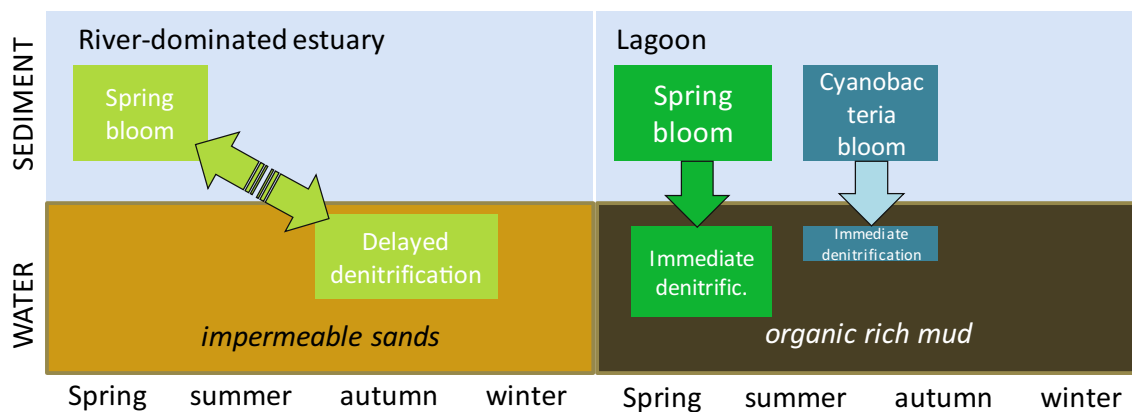 SEDIMENT
WATER
River-dominated estuary
Spring
bloom
Delayed
denitrification
impermeable sands
Lagoon
Spring
bloom
Cyanobac
teria
bloom
Immediate
denitrific.
Immediate
denitrification
organic rich mud
Spring summer autumn winter
Spring summer autumn winter